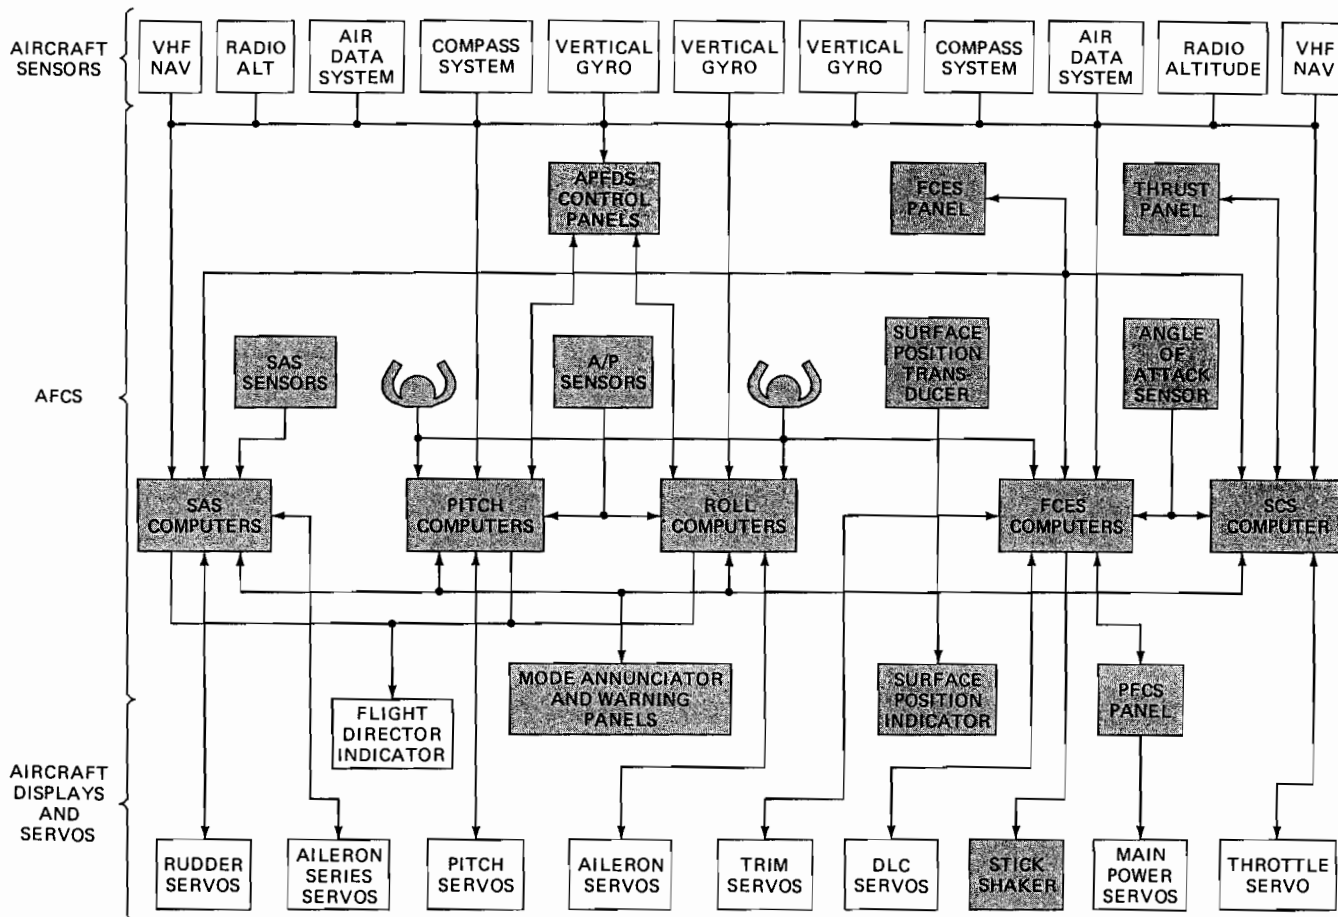 AIRCRAFT
SENSORS
VHF
NAV
RADIO
ALT
AIR
DATA
SYSTEM
COMPASS
SYSTEM
VERTICAL
GYRO
VERTICAL
GYRO
VERTICAL
GYRO
COMPASS
SYSTEM
AIR
DATA
SYSTEM
RADIO
ALTITUDE
VHF
NAV
APFDS
CONTROL
PANELS
FCES
PANEL
THRUST
PANEL
AFCS
SAS
SENSORS
A/P
SENSORS
SURFACE
POSITION
TRANS-
DUCER
ANGLE
OF
ATTACK
SENSOR
SAS
COMPUTERS
PITCH
COMPUTERS
ROLL
COMPUTERS
FCES
COMPUTERS
SCS
COMPUTER
FLIGHT
DIRECTOR
INDICATOR
MODE ANNUNCIATOR
AND WARNING
PANELS
SURFACE
POSITION
INDICATOR
PFCS
PANEL
AIRCRAFT
DISPLAYS
AND
SERVOS
RUDDER
SERVOS
AILERON
SERIES
SERVOS
PITCH
SERVOS
AILERON
SERVOS
TRIM
SERVOS
DLC
SERVOS
STICK
SHAKER
MAIN
POWER
SERVOS
THROTTLE
SERVO